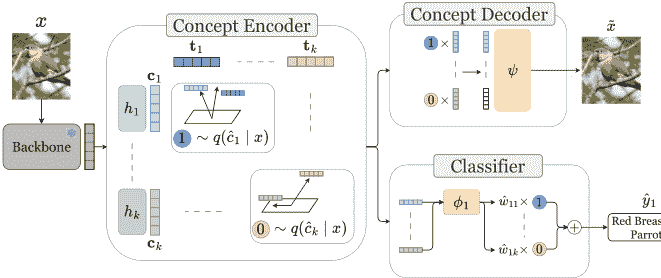 x
Backbone
Concept Encoder
t₁
tₖ
c₁
h₁
1 ∼ q(ĉ₁ | x)
hₖ
cₖ
0 ∼ q(ĉₖ | x)
Concept Decoder
1 ×
0 ×
ψ
x̃
Classifier
ϕ₁
ŵ₁₁ × 1
ŵ₁ₖ × 0
+
ŷ₁
Red Breas
Parrot